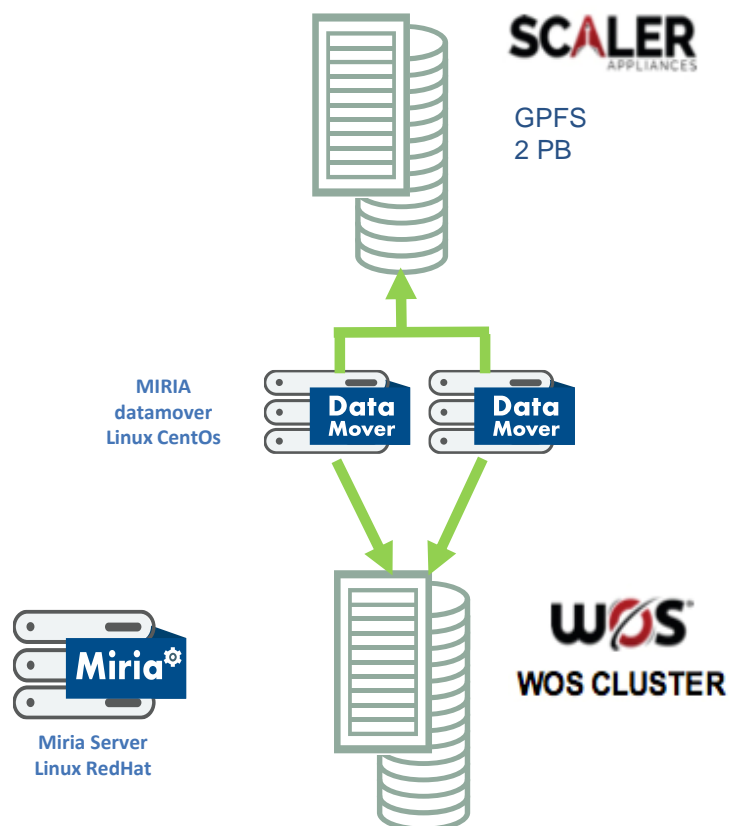 SCALER
APPLIANCES
GPFS
2 PB
MIRIA
datamover
Linux CentOs
Data
Mover
Data
Mover
WOS
WOS CLUSTER
Miria
Miria Server
Linux RedHat